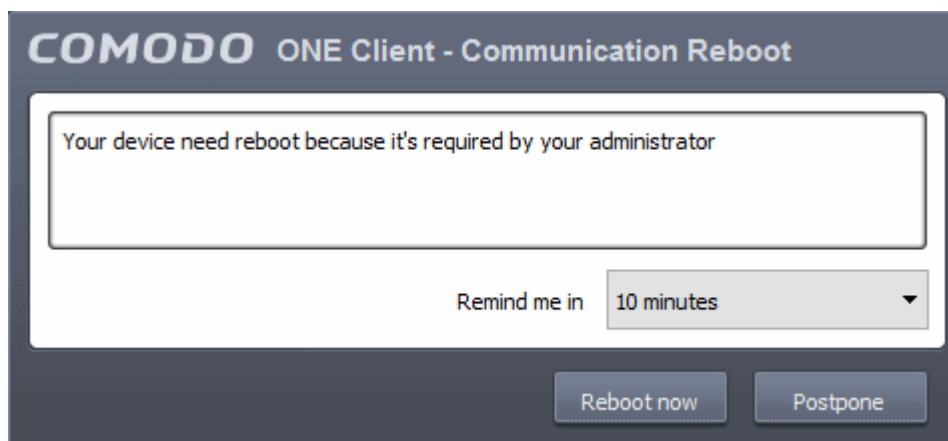 COMODO ONE Client - Communication Reboot
Your device need reboot because it's required by your administrator
Remind me in 10 minutes
Reboot now Postpone